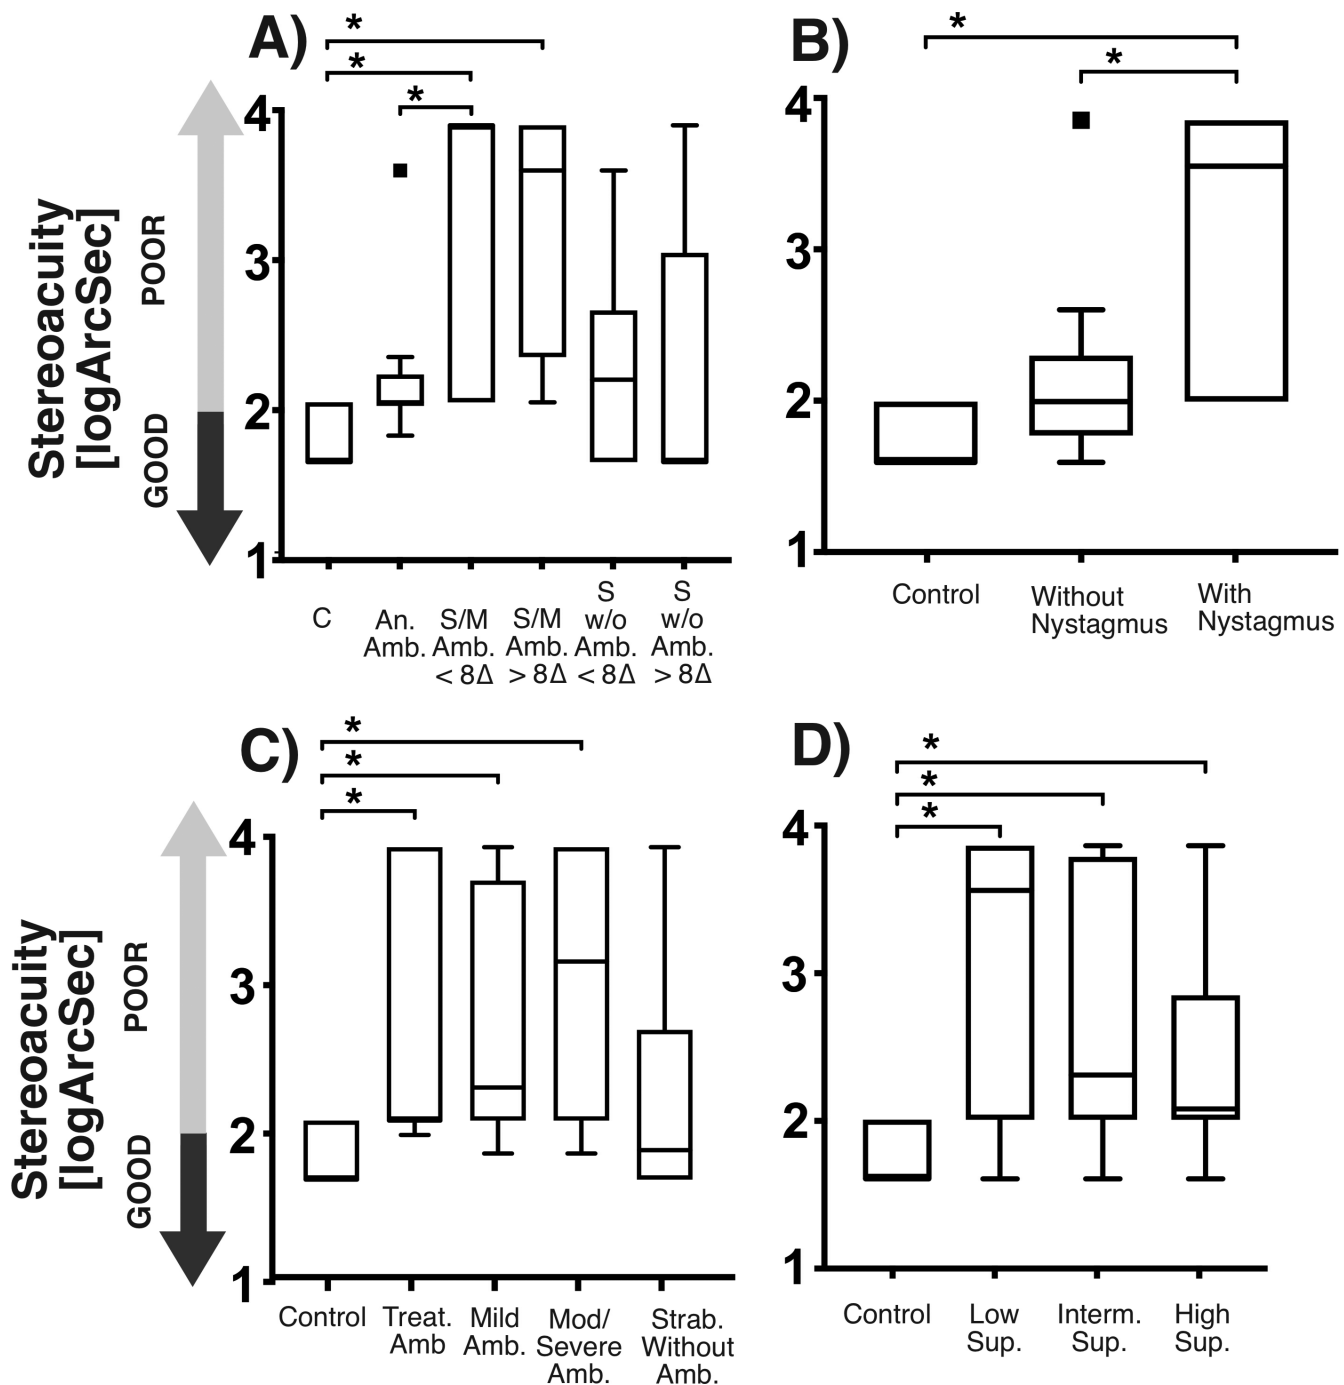 A)
*
*
*
4
3
2
1
Stereoacuity
[logArcSec]
POOR
GOOD
C
An.
Amb.
S/M
Amb.
< 8Δ
S/M
Amb.
> 8Δ
S
w/o
Amb.
< 8Δ
S
w/o
Amb.
> 8Δ
B)
*
*
4
3
2
1
Control
Without
Nystagmus
With
Nystagmus
C)
*
*
*
4
3
2
1
Stereoacuity
[logArcSec]
POOR
GOOD
Control
Treat.
Amb
Mild
Amb.
Mod/
Severe
Amb.
Strab.
Without
Amb.
D)
*
*
*
4
3
2
1
Control
Low
Sup.
Interm.
Sup.
High
Sup.